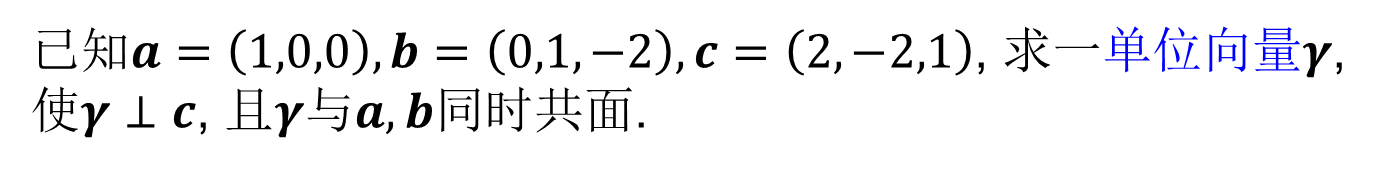 已知𝒂 = (1,0,0), 𝒃 = (0,1,−2), 𝒄 = (2,−2,1), 求一单位向量𝜸,
使𝜸 ⊥ 𝒄, 且𝜸与𝒂, 𝒃同时共面.